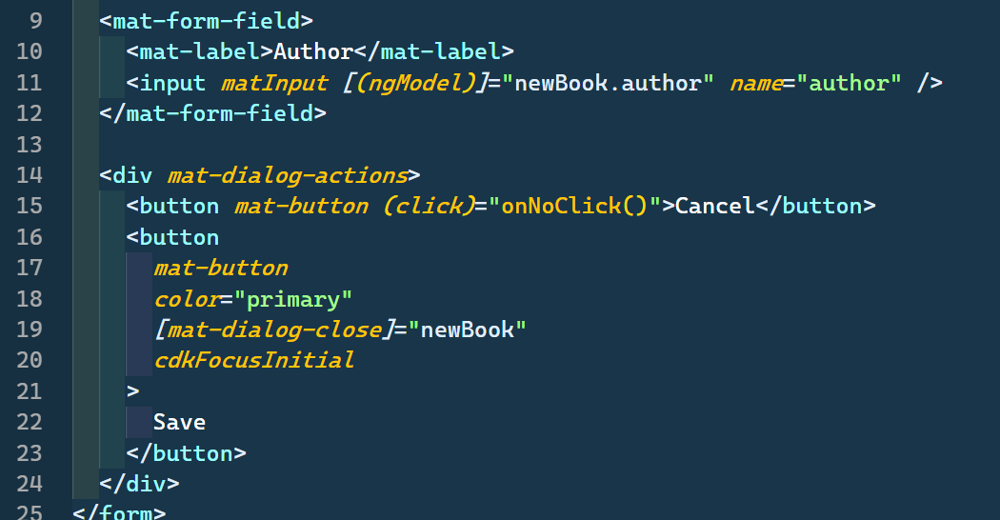 9 <mat-form-field>
10 <mat-label>Author</mat-label>
11 <input matInput [(ngModel)]="newBook.author" name="author" />
12 </mat-form-field>
13
14 <div mat-dialog-actions>
15 <button mat-button (click)="onNoClick()">Cancel</button>
16 <button
17 mat-button
18 color="primary"
19 [mat-dialog-close]="newBook"
20 cdkFocusInitial
21 >
22 Save
23 </button>
24 </div>
25 </form>